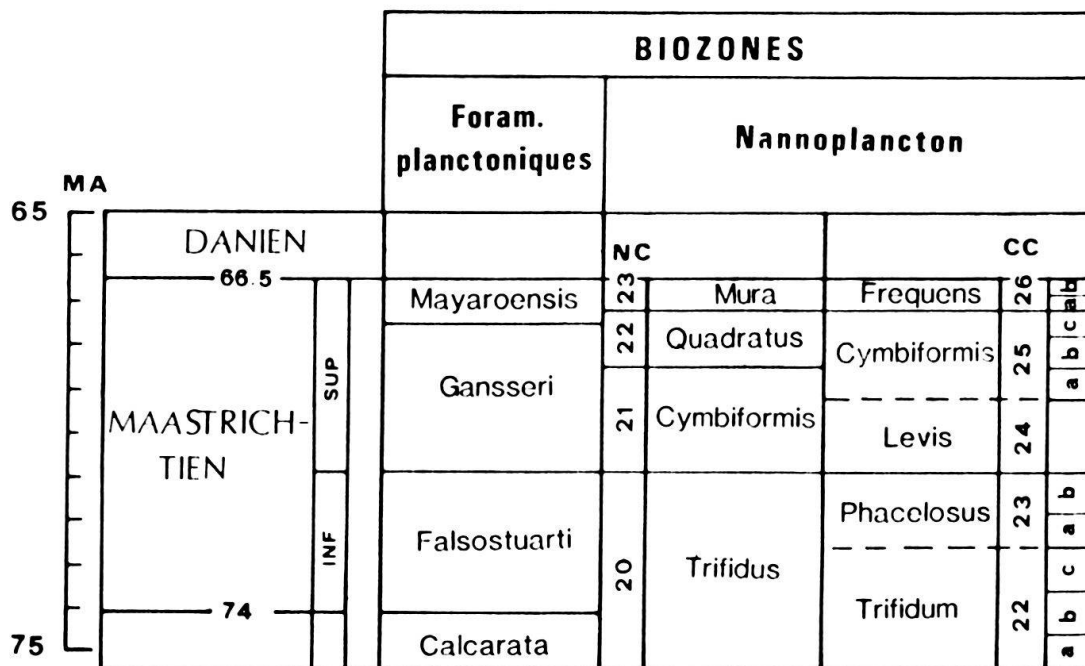 BIOZONES
Foram.
planctoniques
Nannoplancton
MA
65
DANIEN
NC
CC
66.5
Mayaroensis
23
Mura
Frequens
26
b
a
SUP
22
Quadratus
Cymbiformis
25
c
b
a
Gansseri
MAASTRICH-
TIEN
21
Cymbiformis
Levis
24
INF
Falsostuarti
20
Trifidus
Phacelosus
23
b
a
74
Trifidum
22
c
b
a
75
Calcarata